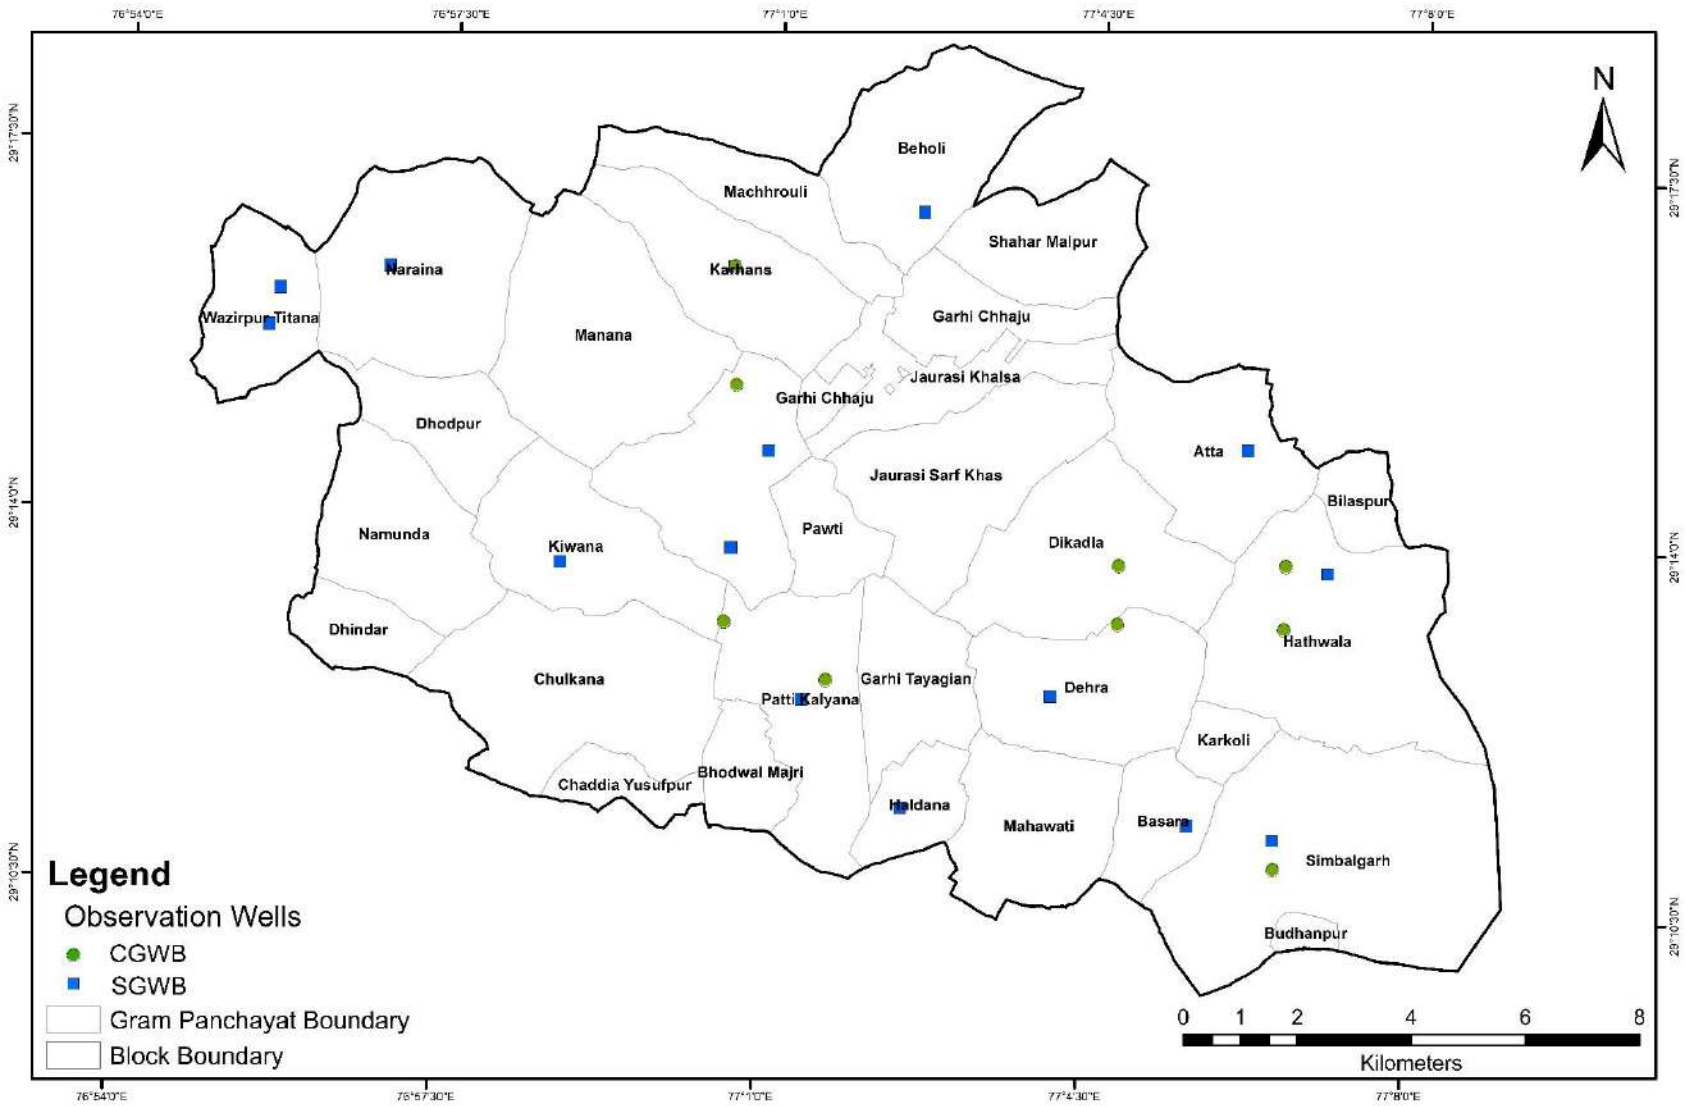 76°54'0"E 76°57'30"E 77°1'0"E 77°4'30"E 77°8'0"E
N
29°17'30"N
29°17'30"N
Beholi
Machhrouli
Shahar Malpur
Karhans
Naraina
Wazirpur Titana
Garhi Chhaju
Manana
Jaurasi Khalsa
Garhi Chhaju
Dhodpur
Atta
Jaurasi Sarf Khas
Bilaspur
29°14'0"N
29°14'0"N
Pawti
Namunda
Kiwana
Dikadla
Dhindar
Hathwala
Chulkana
Garhi Tayagian
Dehra
Patti Kalyana
Karkoli
Bhodwal Majri
Chaddia Yusufpur
Haldana
Mahawati
Basara
Simbalgarh
Budhanpur
29°10'30"N
29°10'30"N
Legend
Observation Wells
CGWB
SGWB
Gram Panchayat Boundary
Block Boundary
0 1 2 4 6 8
Kilometers
76°54'0"E 76°57'30"E 77°1'0"E 77°4'30"E 77°8'0"E